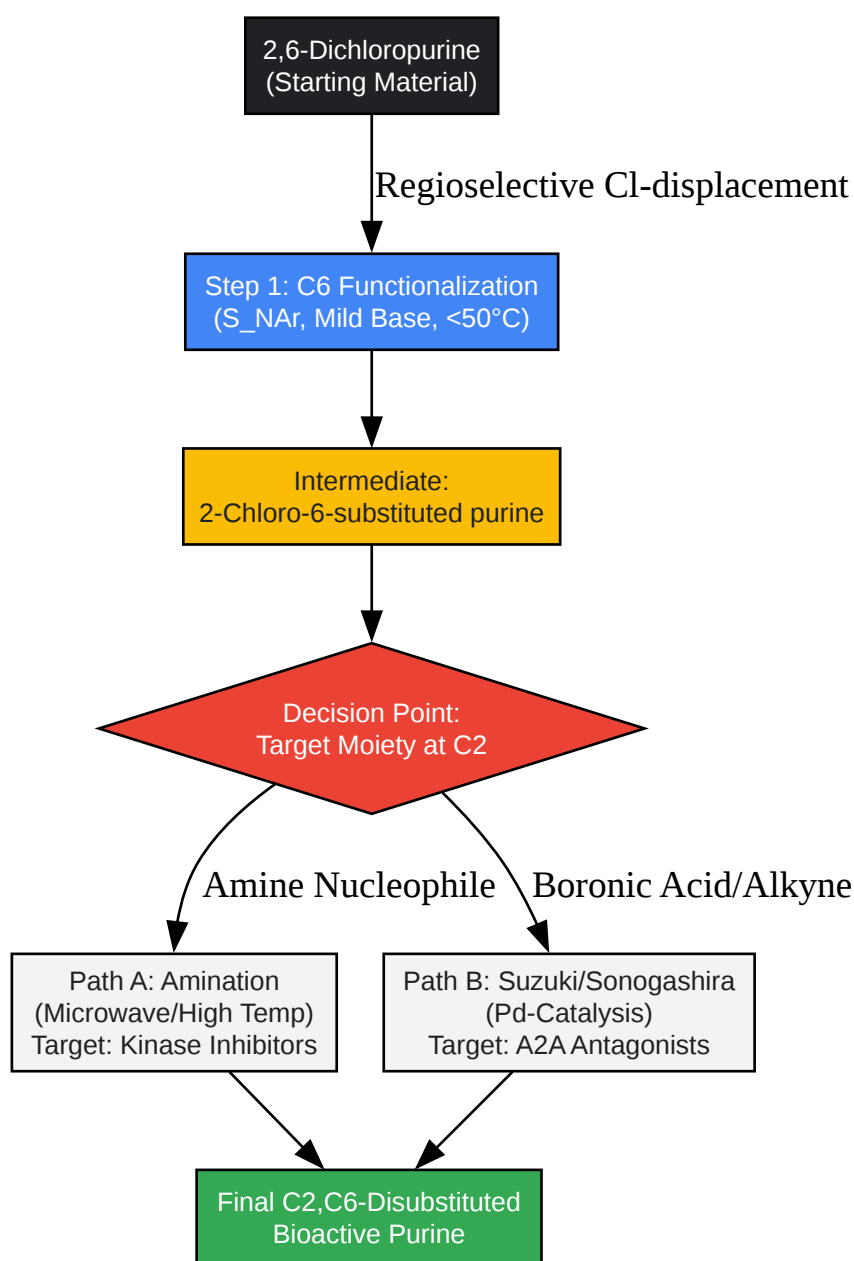 2,6-Dichloropurine
(Starting Material)
Regioselective Cl-displacement
Step 1: C6 Functionalization
(S_NAr, Mild Base, <50°C)
Intermediate:
2-Chloro-6-substituted purine
Decision Point:
Target Moiety at C2
Amine Nucleophile
Boronic Acid/Alkyne
Path A: Amination
(Microwave/High Temp)
Target: Kinase Inhibitors
Path B: Suzuki/Sonogashira
(Pd-Catalysis)
Target: A2A Antagonists
Final C2,C6-Disubstituted
Bioactive Purine